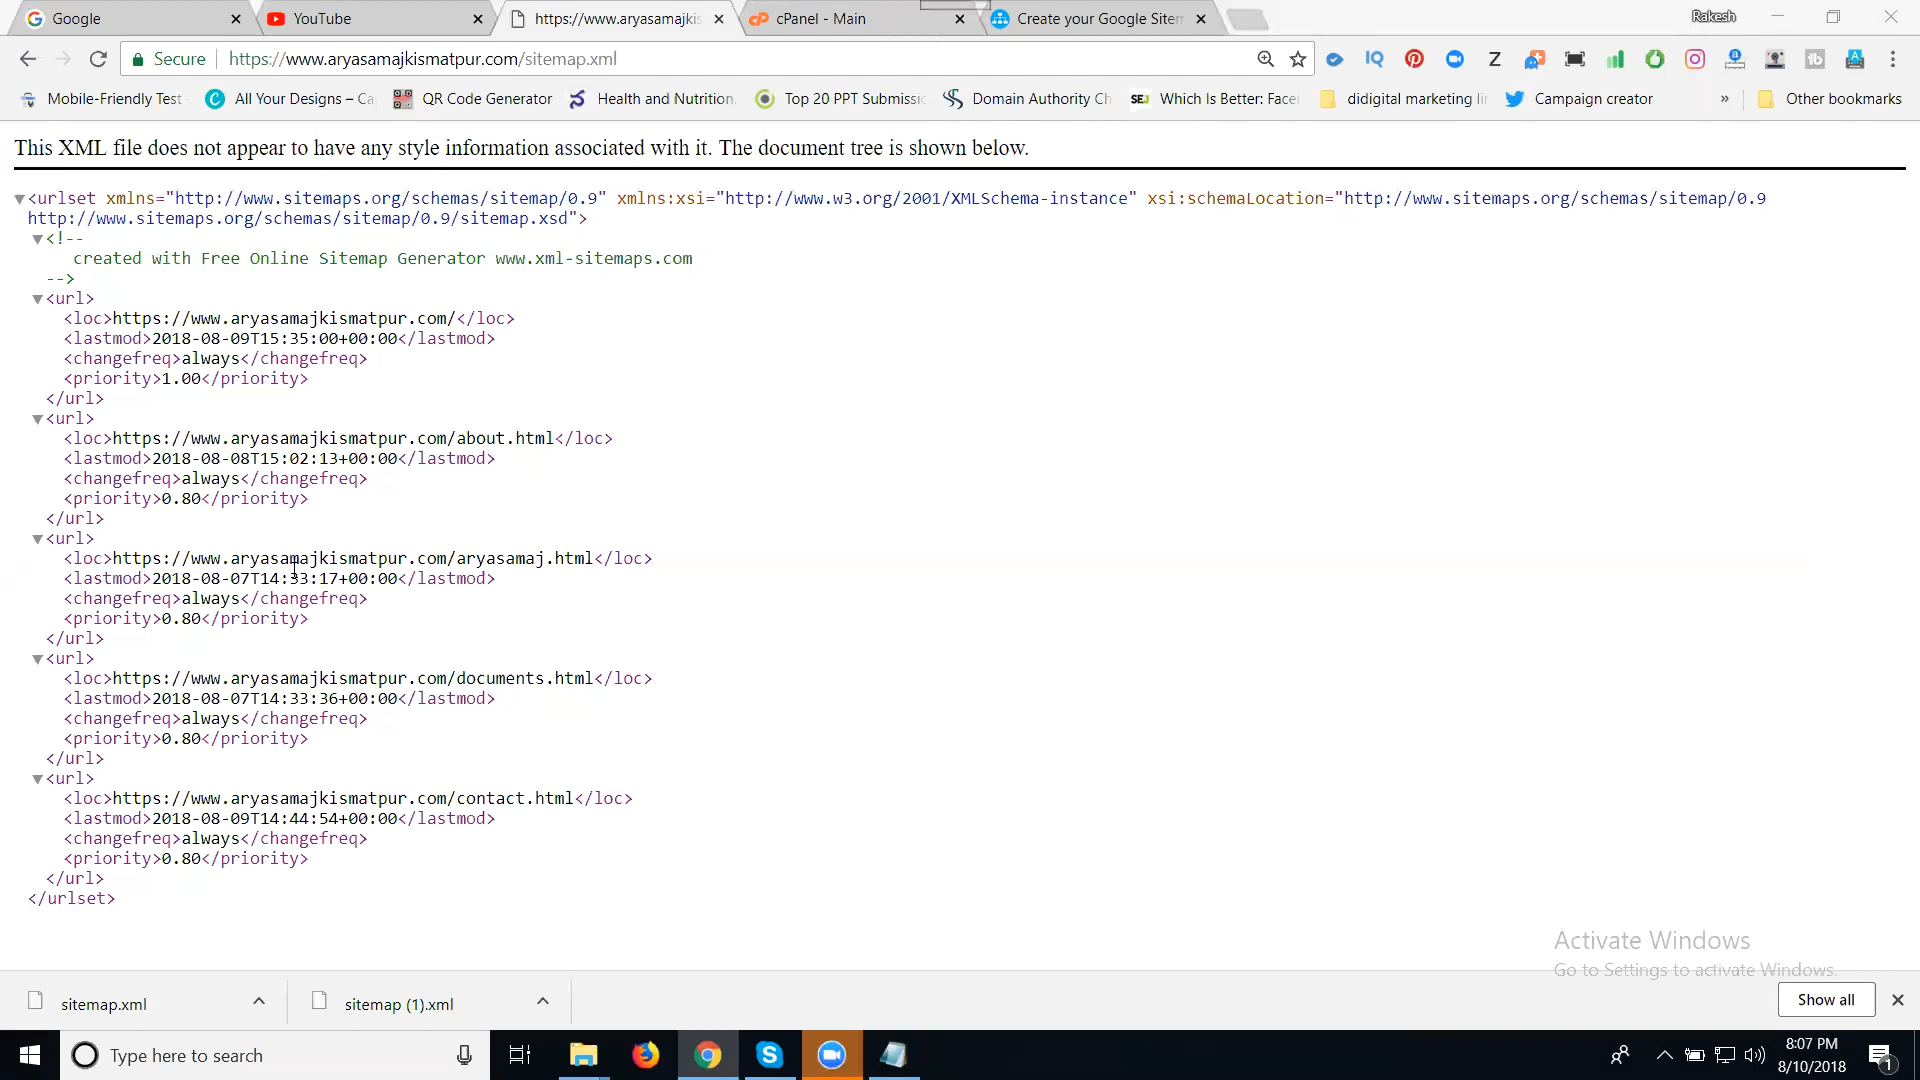 Google
YouTube
https://www.aryasamajkis
cPanel - Main
Create your Google Siten
Rakesh
Secure
https://www.aryasamajkismatpur.com/sitemap.xml
Mobile-Friendly Test
All Your Designs – Ca
QR Code Generator
Health and Nutrition
Top 20 PPT Submissic
Domain Authority Ch
SEJ
Which Is Better: Face
didigital marketing lir
Campaign creator
»
Other bookmarks
This XML file does not appear to have any style information associated with it. The document tree is shown below.
▼<urlset xmlns="http://www.sitemaps.org/schemas/sitemap/0.9" xmlns:xsi="http://www.w3.org/2001/XMLSchema-instance" xsi:schemaLocation="http://www.sitemaps.org/schemas/sitemap/0.9
http://www.sitemaps.org/schemas/sitemap/0.9/sitemap.xsd">
▼<!--
created with Free Online Sitemap Generator www.xml-sitemaps.com
-->
▼<url>
<loc>https://www.aryasamajkismatpur.com/</loc>
<lastmod>2018-08-09T15:35:00+00:00</lastmod>
<changefreq>always</changefreq>
<priority>1.00</priority>
</url>
▼<url>
<loc>https://www.aryasamajkismatpur.com/about.html</loc>
<lastmod>2018-08-08T15:02:13+00:00</lastmod>
<changefreq>always</changefreq>
<priority>0.80</priority>
</url>
▼<url>
<loc>https://www.aryasamajkismatpur.com/aryasamaj.html</loc>
<lastmod>2018-08-07T14:33:17+00:00</lastmod>
<changefreq>always</changefreq>
<priority>0.80</priority>
</url>
▼<url>
<loc>https://www.aryasamajkismatpur.com/documents.html</loc>
<lastmod>2018-08-07T14:33:36+00:00</lastmod>
<changefreq>always</changefreq>
<priority>0.80</priority>
</url>
▼<url>
<loc>https://www.aryasamajkismatpur.com/contact.html</loc>
<lastmod>2018-08-09T14:44:54+00:00</lastmod>
<changefreq>always</changefreq>
<priority>0.80</priority>
</url>
</urlset>
Activate Windows
Go to Settings to activate Windows.
sitemap.xml
sitemap (1).xml
Show all
Type here to search
8:07 PM
8/10/2018
1